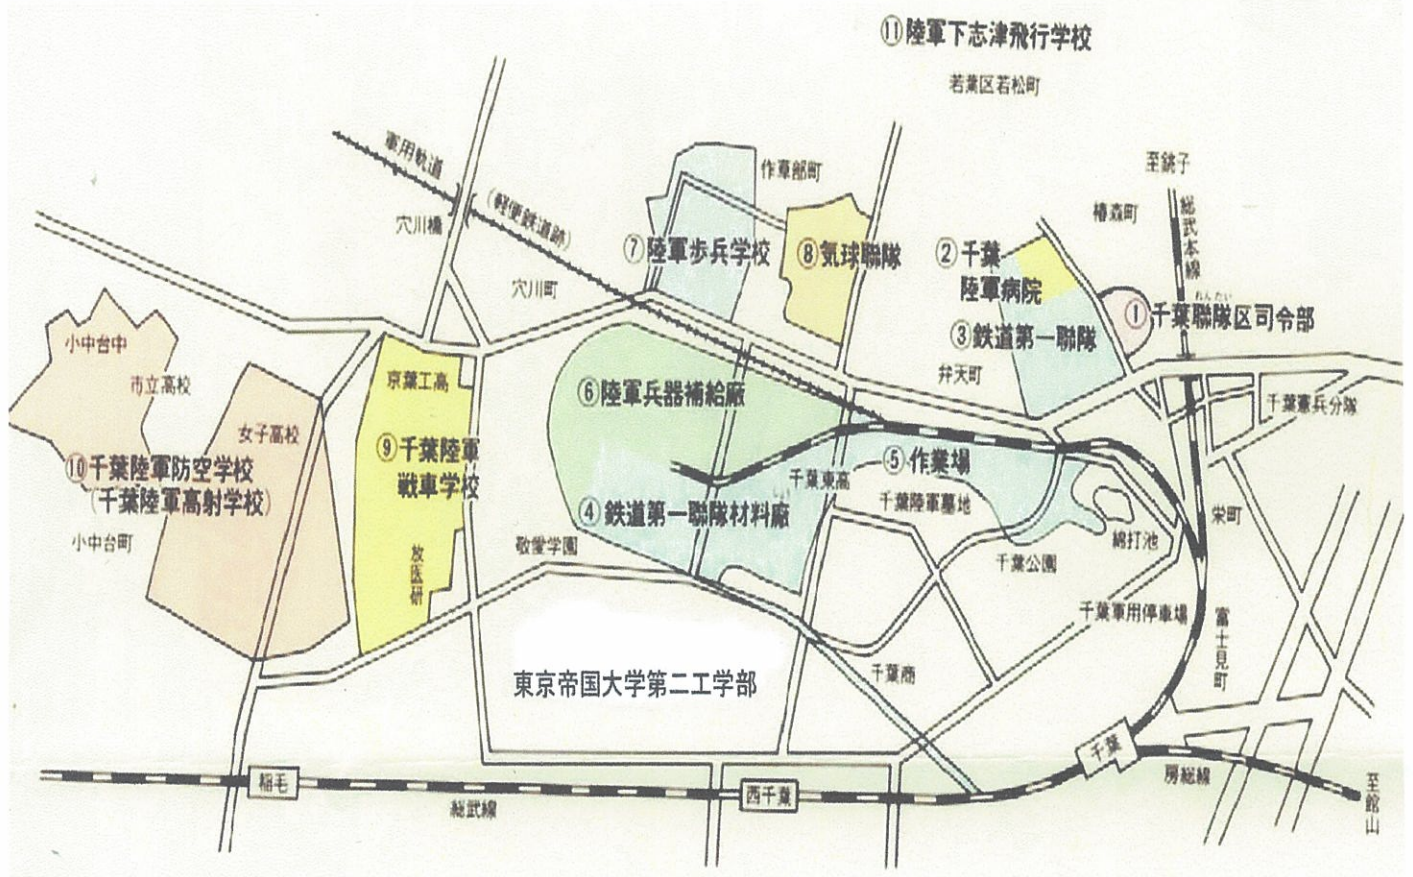 ⑪陸軍下志津飛行学校
若葉区若松町
軍用軌道
穴川橋
(軽便鉄道跡)
穴川町
作草部町
⑦陸軍歩兵学校
⑧気球聯隊
至銚子
総武本線
椿森町
②千葉
陸軍病院
れんたい
①千葉聯隊区司令部
③鉄道第一聯隊
弁天町
小中台中
市立高校
女子高校
京葉工高
⑥陸軍兵器補給廠
千葉憲兵分隊
⑨千葉陸軍
戦車学校
⑩千葉陸軍防空学校
(千葉陸軍高射学校)
小中台町
放医研
⑤作業場
千葉東高
千葉陸軍墓地
④鉄道第一聯隊材料廠
敬愛学園
綿打池
千葉公園
栄町
千葉軍用停車場
富士見町
東京帝国大学第二工学部
千葉商
千葉
房総線
至館山
稲毛
総武線
西千葉